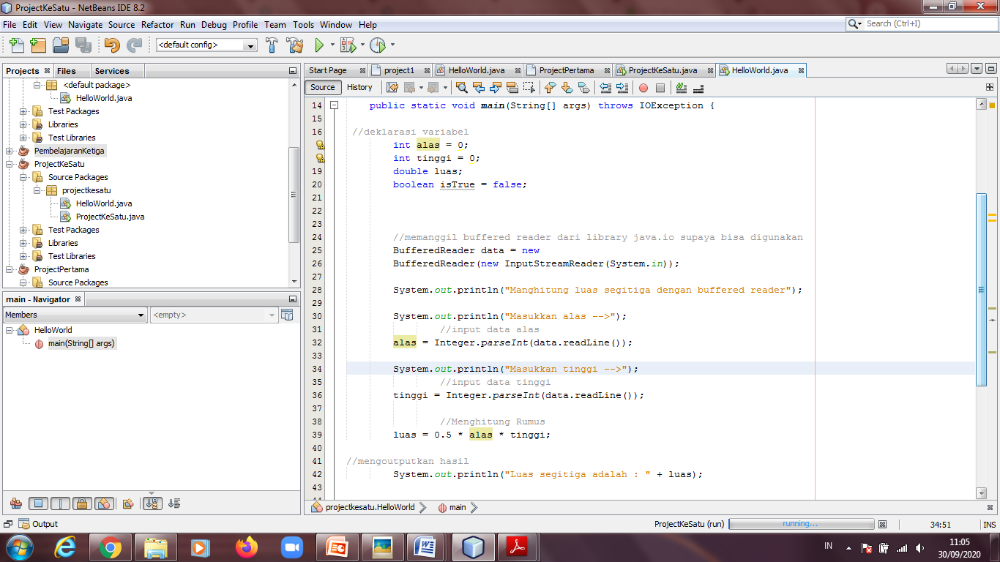 ProjectKeSatu - NetBeans IDE 8.2
File Edit View Navigate Source Refactor Run Debug Profile Team Tools Window Help
Search (Ctrl+I)
<default config>
Projects Files Services
<default package>
HelloWorld.java
Test Packages
Libraries
Test Libraries
PembelajaranKetiga
ProjectKeSatu
Source Packages
projectkesatu
HelloWorld.java
ProjectKeSatu.java
Test Packages
Libraries
Test Libraries
ProjectPertama
Source Packages
main - Navigator
Members <empty>
HelloWorld
main(String[] args)
Start Page project1 HelloWorld.java ProjectPertama ProjectKeSatu.java HelloWorld.java
Source History
14 public static void main(String[] args) throws IOException {
15
16 //deklarasi variabel
int alas = 0;
int tinggi = 0;
19 double luas;
20 boolean isTrue = false;
21
22
23
24 //memanggil buffered reader dari library java.io supaya bisa digunakan
25 BufferedReader data = new
26 BufferedReader(new InputStreamReader(System.in));
27
28 System.out.println("Manghitung luas segitiga dengan buffered reader");
29
30 System.out.println("Masukkan alas -->");
31 //input data alas
32 alas = Integer.parseInt(data.readLine());
33
34 System.out.println("Masukkan tinggi -->");
35 //input data tinggi
36 tinggi = Integer.parseInt(data.readLine());
37
38 //Menghitung Rumus
39 luas = 0.5 * alas * tinggi;
40
41 //mengoutputkan hasil
42 System.out.println("Luas segitiga adalah : " + luas);
43
projectkesatu.HelloWorld main
Output
ProjectKeSatu (run) running... 34:51 INS
IN
11:05
30/09/2020